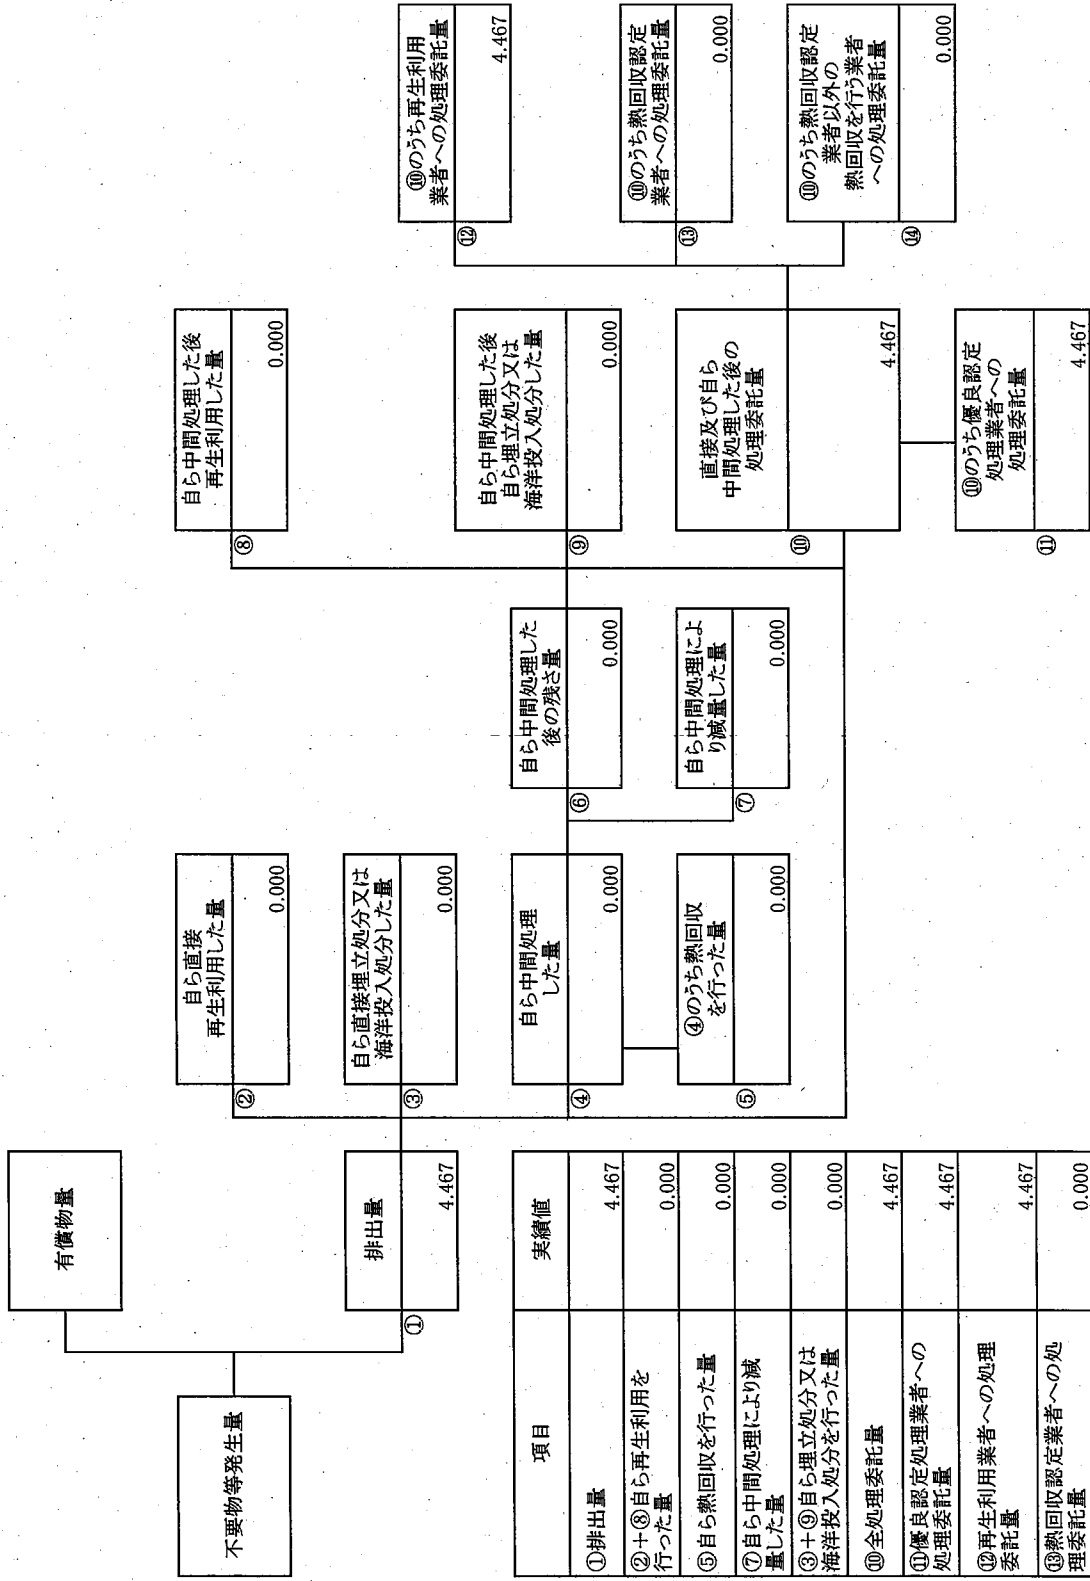 不要物等発生量
有償物量
①
排出量
4.467
②
自ら直接
再生利用した量
0.000
③
自ら直接埋立処分又は
海洋投入処分した量
0.000
④
自ら中間処理
した量
0.000
⑤
④のうち熱回収
を行った量
0.000
⑥
自ら中間処理した
後の残さ量
0.000
⑦
自ら中間処理によ
り減量した量
0.000
⑧
自ら中間処理した後
再生利用した量
0.000
⑨
自ら中間処理した後
自ら埋立処分又は
海洋投入処分した量
0.000
⑩
直接及び自ら
中間処理した後の
処理委託量
4.467
⑪
⑩のうち優良認定
処理業者への
処理委託量
4.467
⑫
⑩のうち再生利用
業者への処理委託量
4.467
⑬
⑩のうち熱回収認定
業者への処理委託量
0.000
⑭
⑩のうち熱回収認定
業者以外の
熱回収を行う業者
への処理委託量
0.000
項目 実績値
①排出量 4.467
②+⑧自ら再生利用を
行った量 0.000
⑤自ら熱回収を行った量 0.000
⑦自ら中間処理により減
量した量 0.000
③+⑨自ら埋立処分又は
海洋投入処分を行った量 0.000
⑩全処理委託量 4.467
⑪優良認定処理業者への
処理委託量 4.467
⑫再生利用業者への処理
委託量 4.467
⑬熱回収認定業者への処
理委託量 0.000